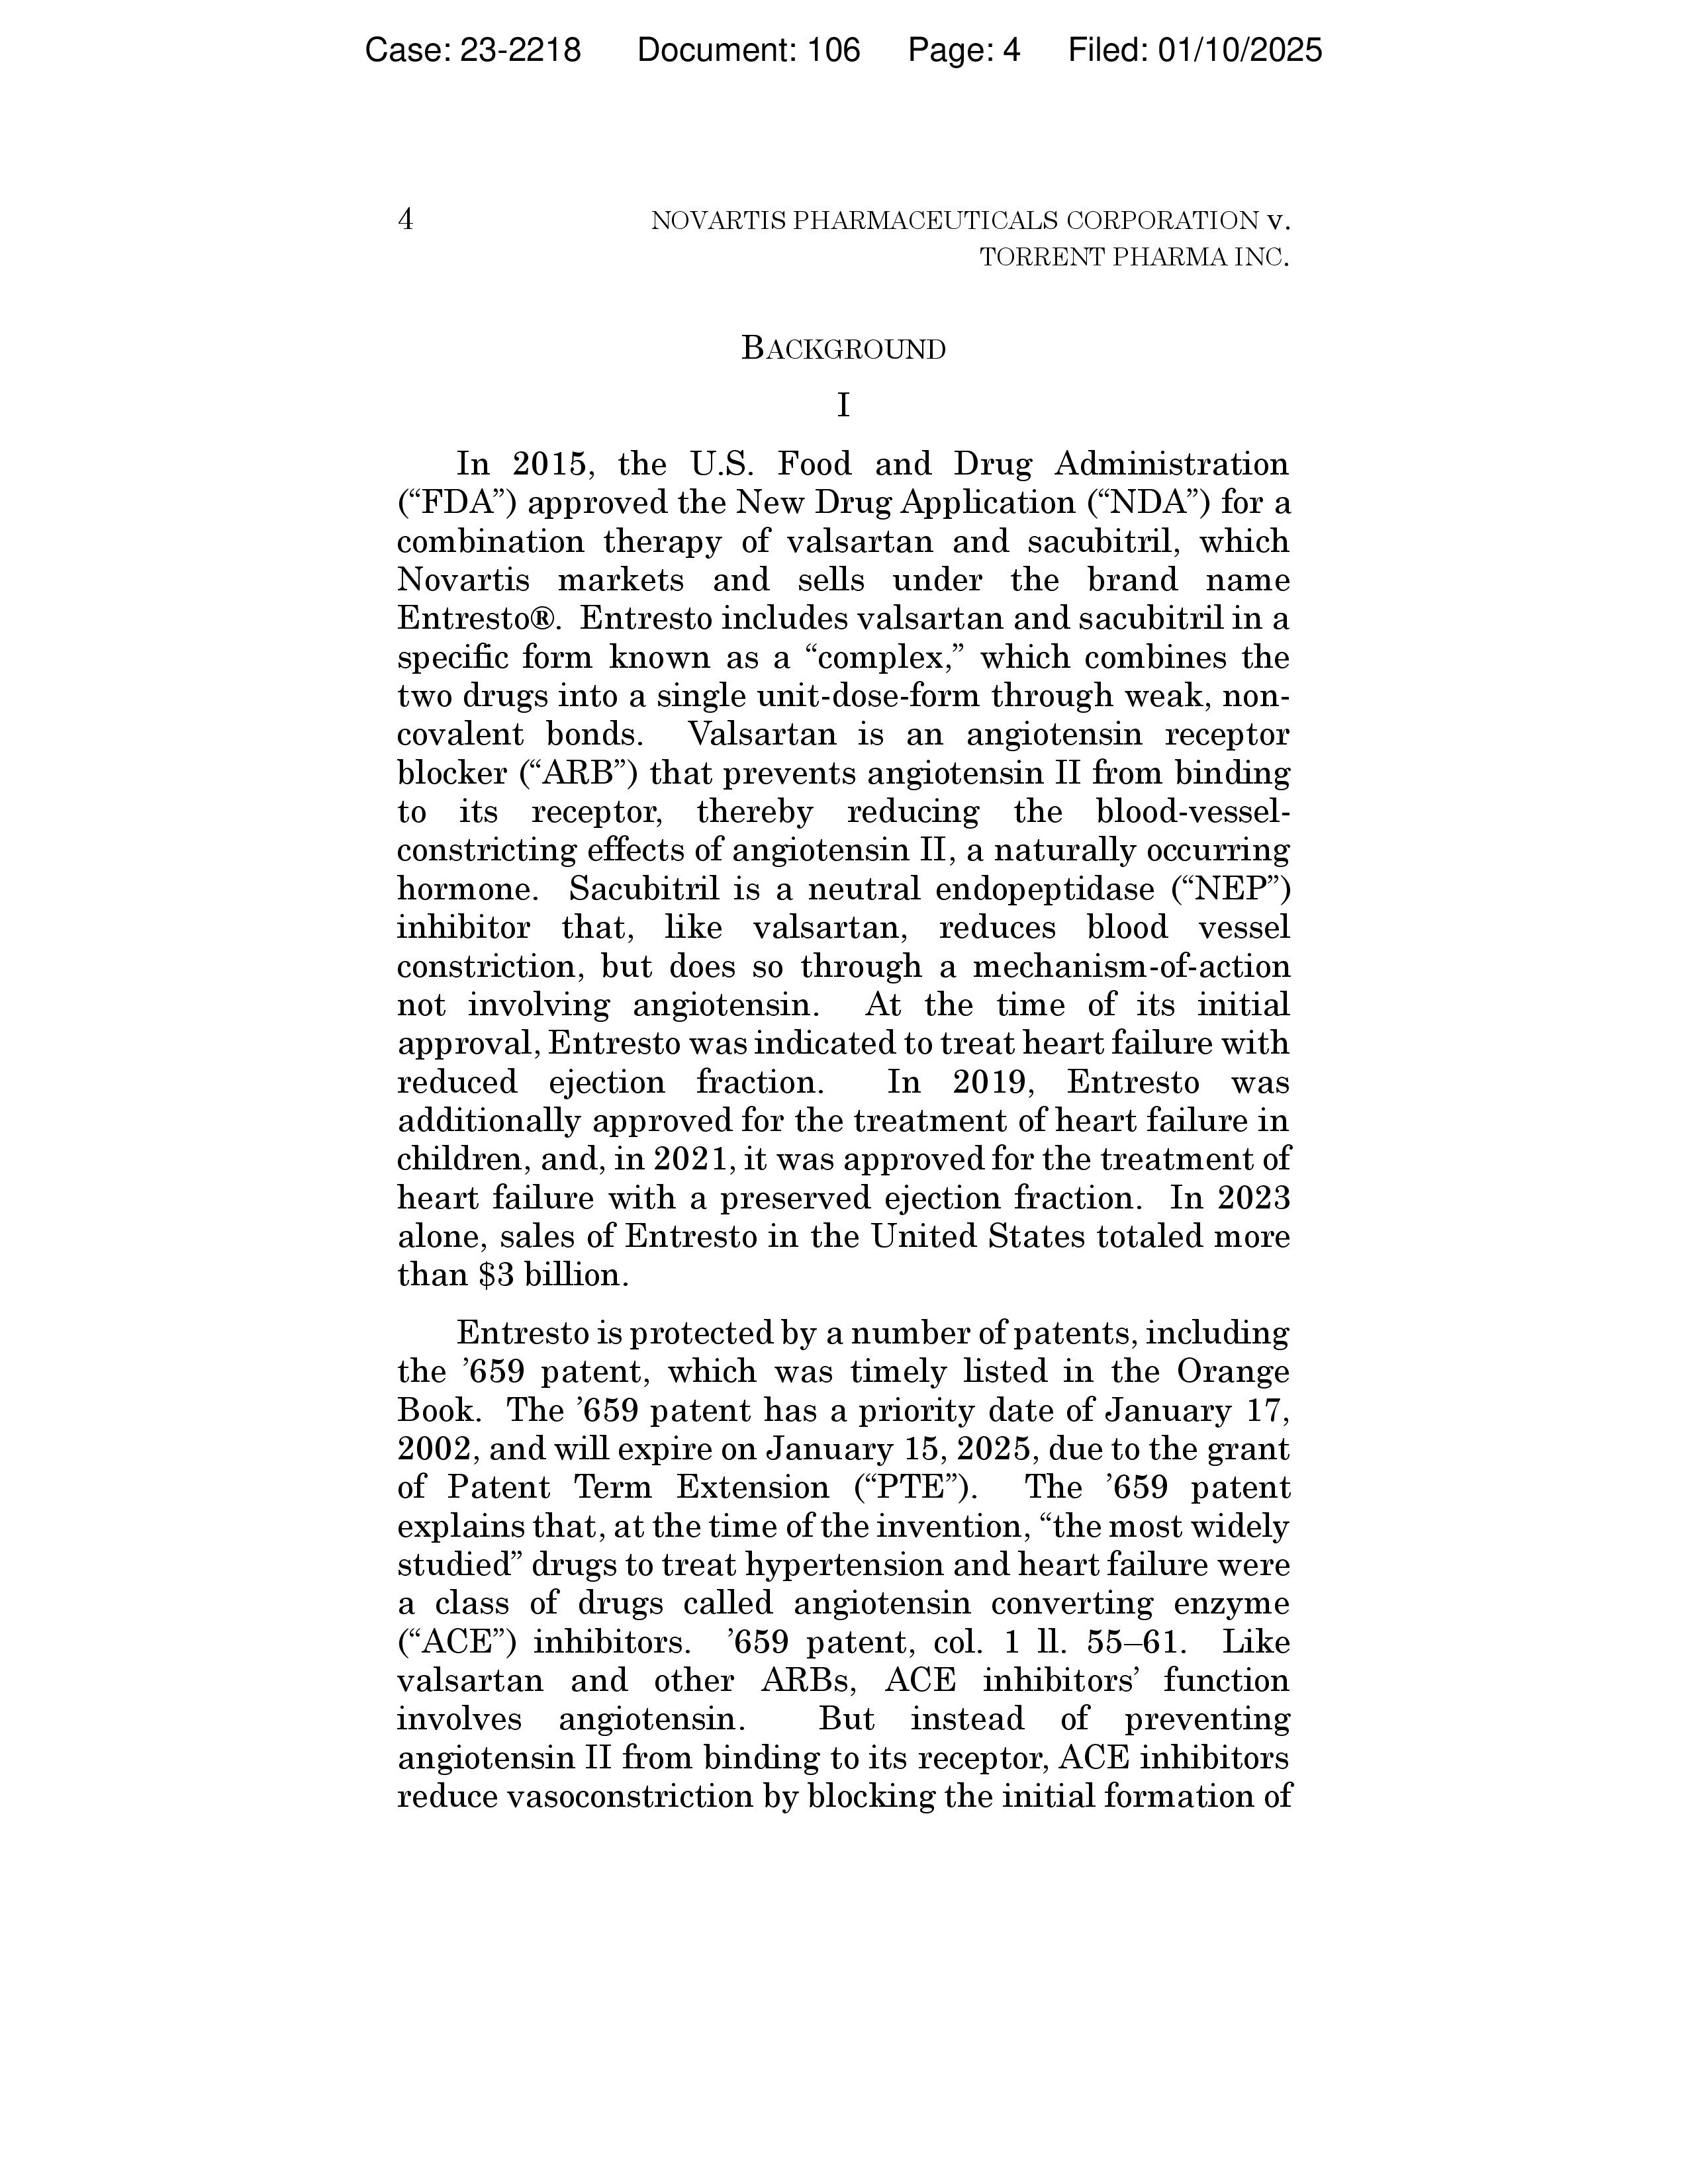 Case: 23-2218 Document: 106 Page: 4 Filed: 01/10/2025
4 NOVARTIS PHARMACEUTICALS CORPORATION v.
TORRENT PHARMA INC.
BACKGROUND
I
In 2015, the U.S. Food and Drug Administration
(“FDA”) approved the New Drug Application (“NDA”) for a
combination therapy of valsartan and sacubitril, which
Novartis markets and sells under the brand name
Entresto®. Entresto includes valsartan and sacubitril in a
specific form known as a “complex,” which combines the
two drugs into a single unit-dose-form through weak, non-
covalent bonds. Valsartan is an angiotensin receptor
blocker (“ARB”) that prevents angiotensin II from binding
to its receptor, thereby reducing the blood-vessel-
constricting effects of angiotensin II, a naturally occurring
hormone. Sacubitril is a neutral endopeptidase (“NEP”)
inhibitor that, like valsartan, reduces blood vessel
constriction, but does so through a mechanism-of-action
not involving angiotensin. At the time of its initial
approval, Entresto was indicated to treat heart failure with
reduced ejection fraction. In 2019, Entresto was
additionally approved for the treatment of heart failure in
children, and, in 2021, it was approved for the treatment of
heart failure with a preserved ejection fraction. In 2023
alone, sales of Entresto in the United States totaled more
than $3 billion.
Entresto is protected by a number of patents, including
the ’659 patent, which was timely listed in the Orange
Book. The ’659 patent has a priority date of January 17,
2002, and will expire on January 15, 2025, due to the grant
of Patent Term Extension (“PTE”). The ’659 patent
explains that, at the time of the invention, “the most widely
studied” drugs to treat hypertension and heart failure were
a class of drugs called angiotensin converting enzyme
(“ACE”) inhibitors. ’659 patent, col. 1 ll. 55–61. Like
valsartan and other ARBs, ACE inhibitors’ function
involves angiotensin. But instead of preventing
angiotensin II from binding to its receptor, ACE inhibitors
reduce vasoconstriction by blocking the initial formation of